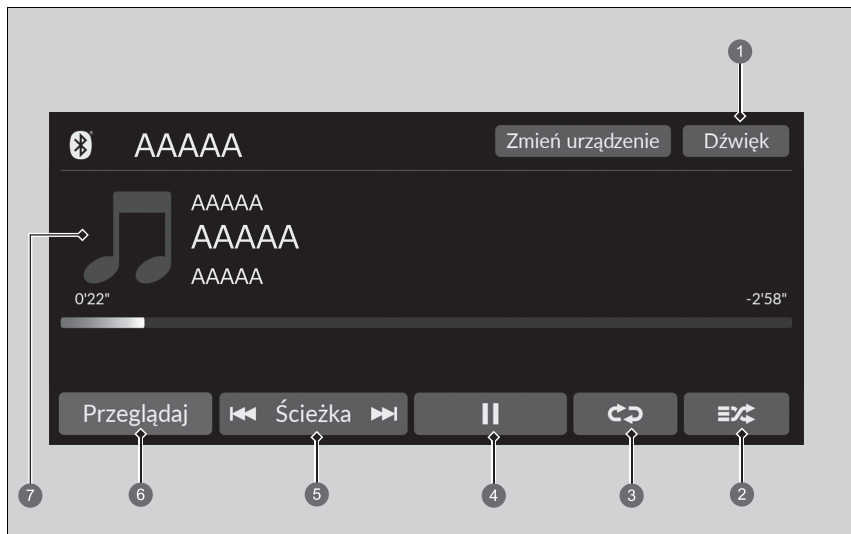 1
AAAAA
Zmień urządzenie
Dźwięk
AAAAA
AAAAA
AAAAA
0'22"
-2'58"
Przeglądaj
Ścieżka
7
6
5
4
3
2